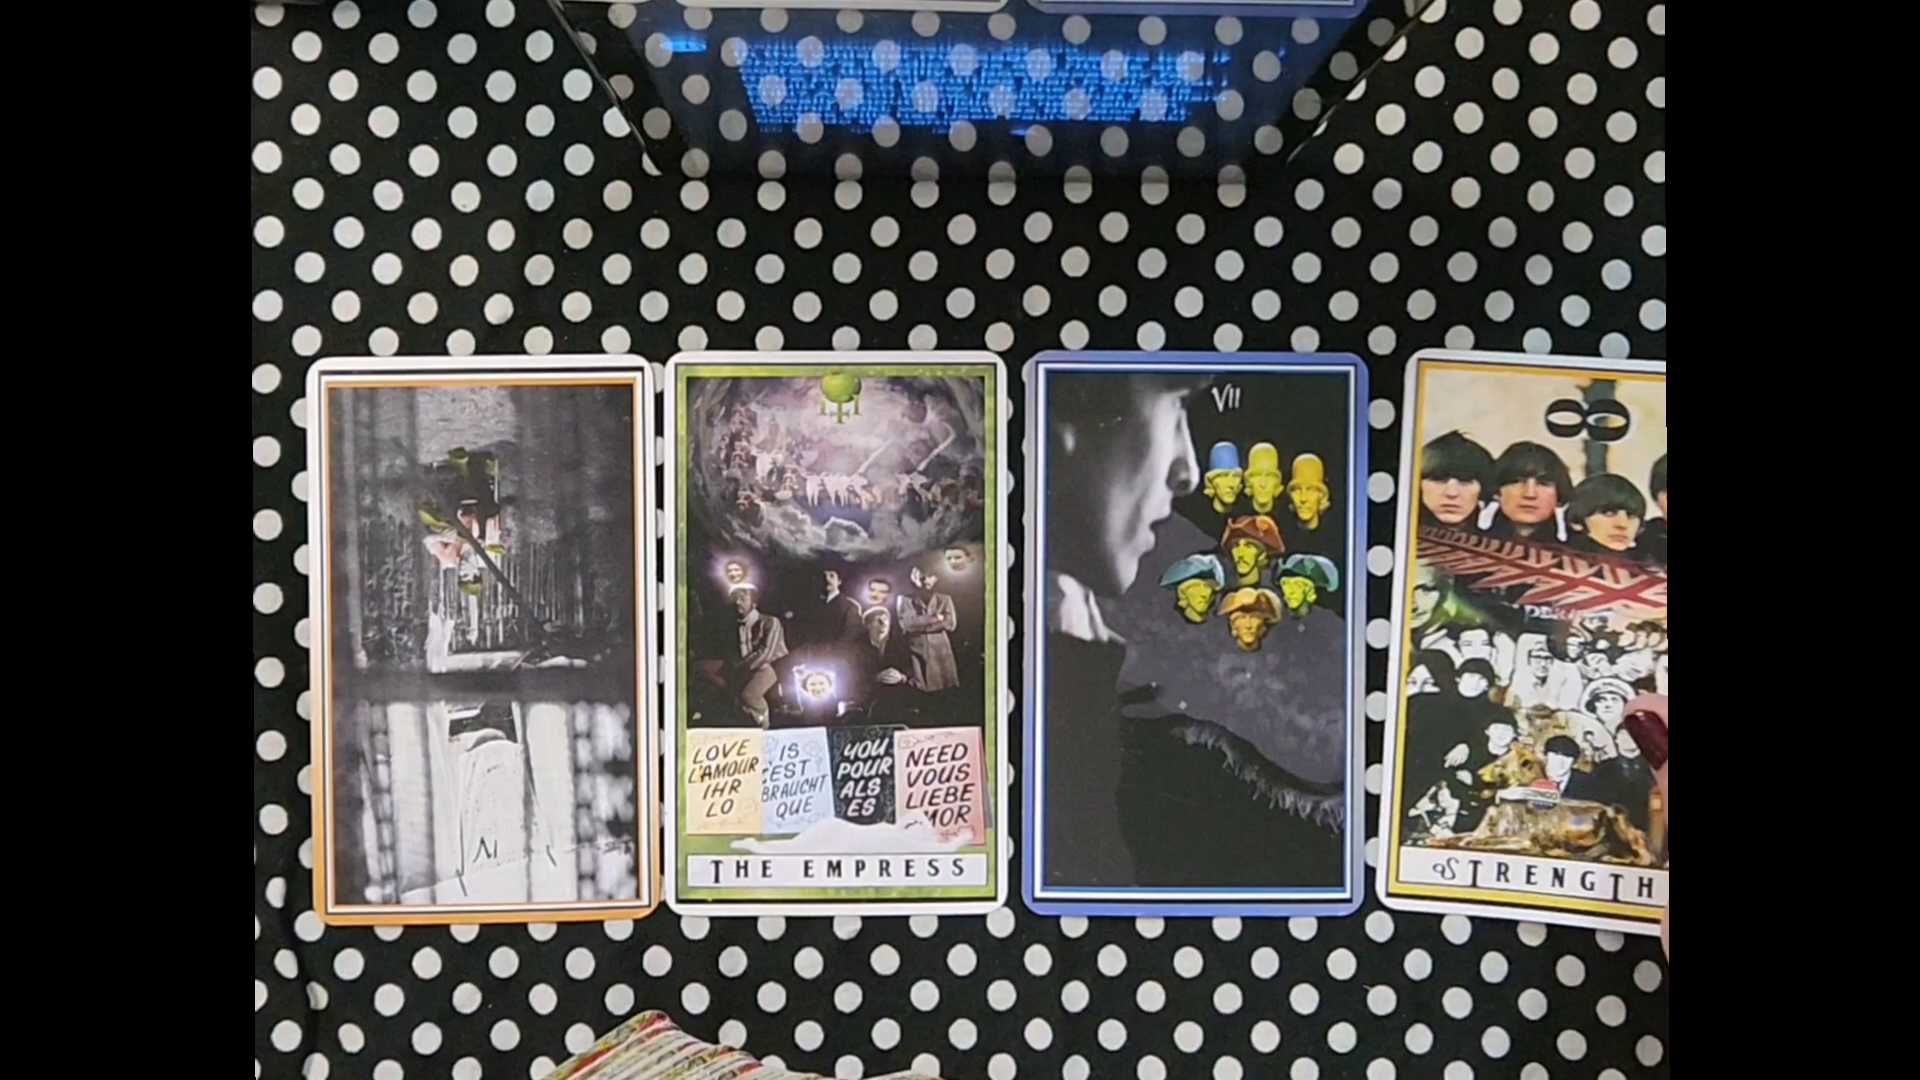 VII
LOVE
L'AMOUR
IHR
LO
IS
C'EST
BRAUCHT
QUE
YOU
POUR
ALS
ES
NEED
VOUS
LIEBE
MOR
THE EMPRESS
STRENGTH